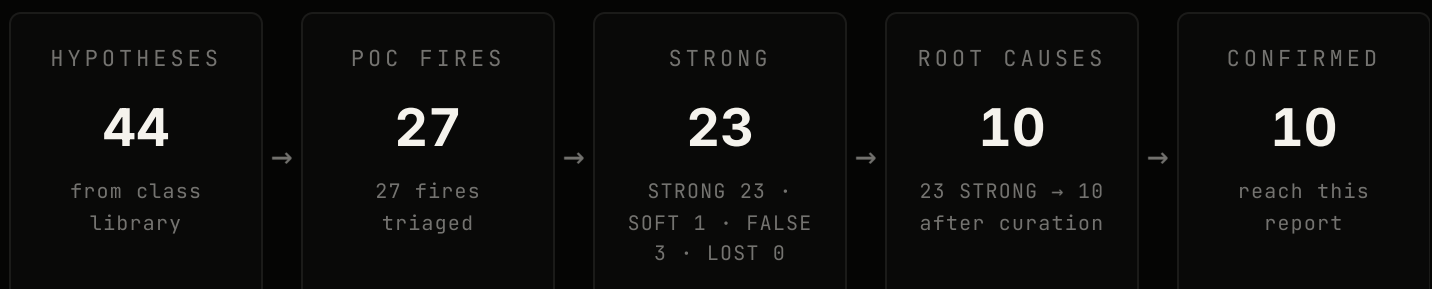 HYPOTHESES
44
from class
library
→
POC FIRES
27
27 fires
triaged
→
STRONG
23
STRONG 23 ·
SOFT 1 · FALSE
3 · LOST 0
→
ROOT CAUSES
10
23 STRONG → 10
after curation
→
CONFIRMED
10
reach this
report